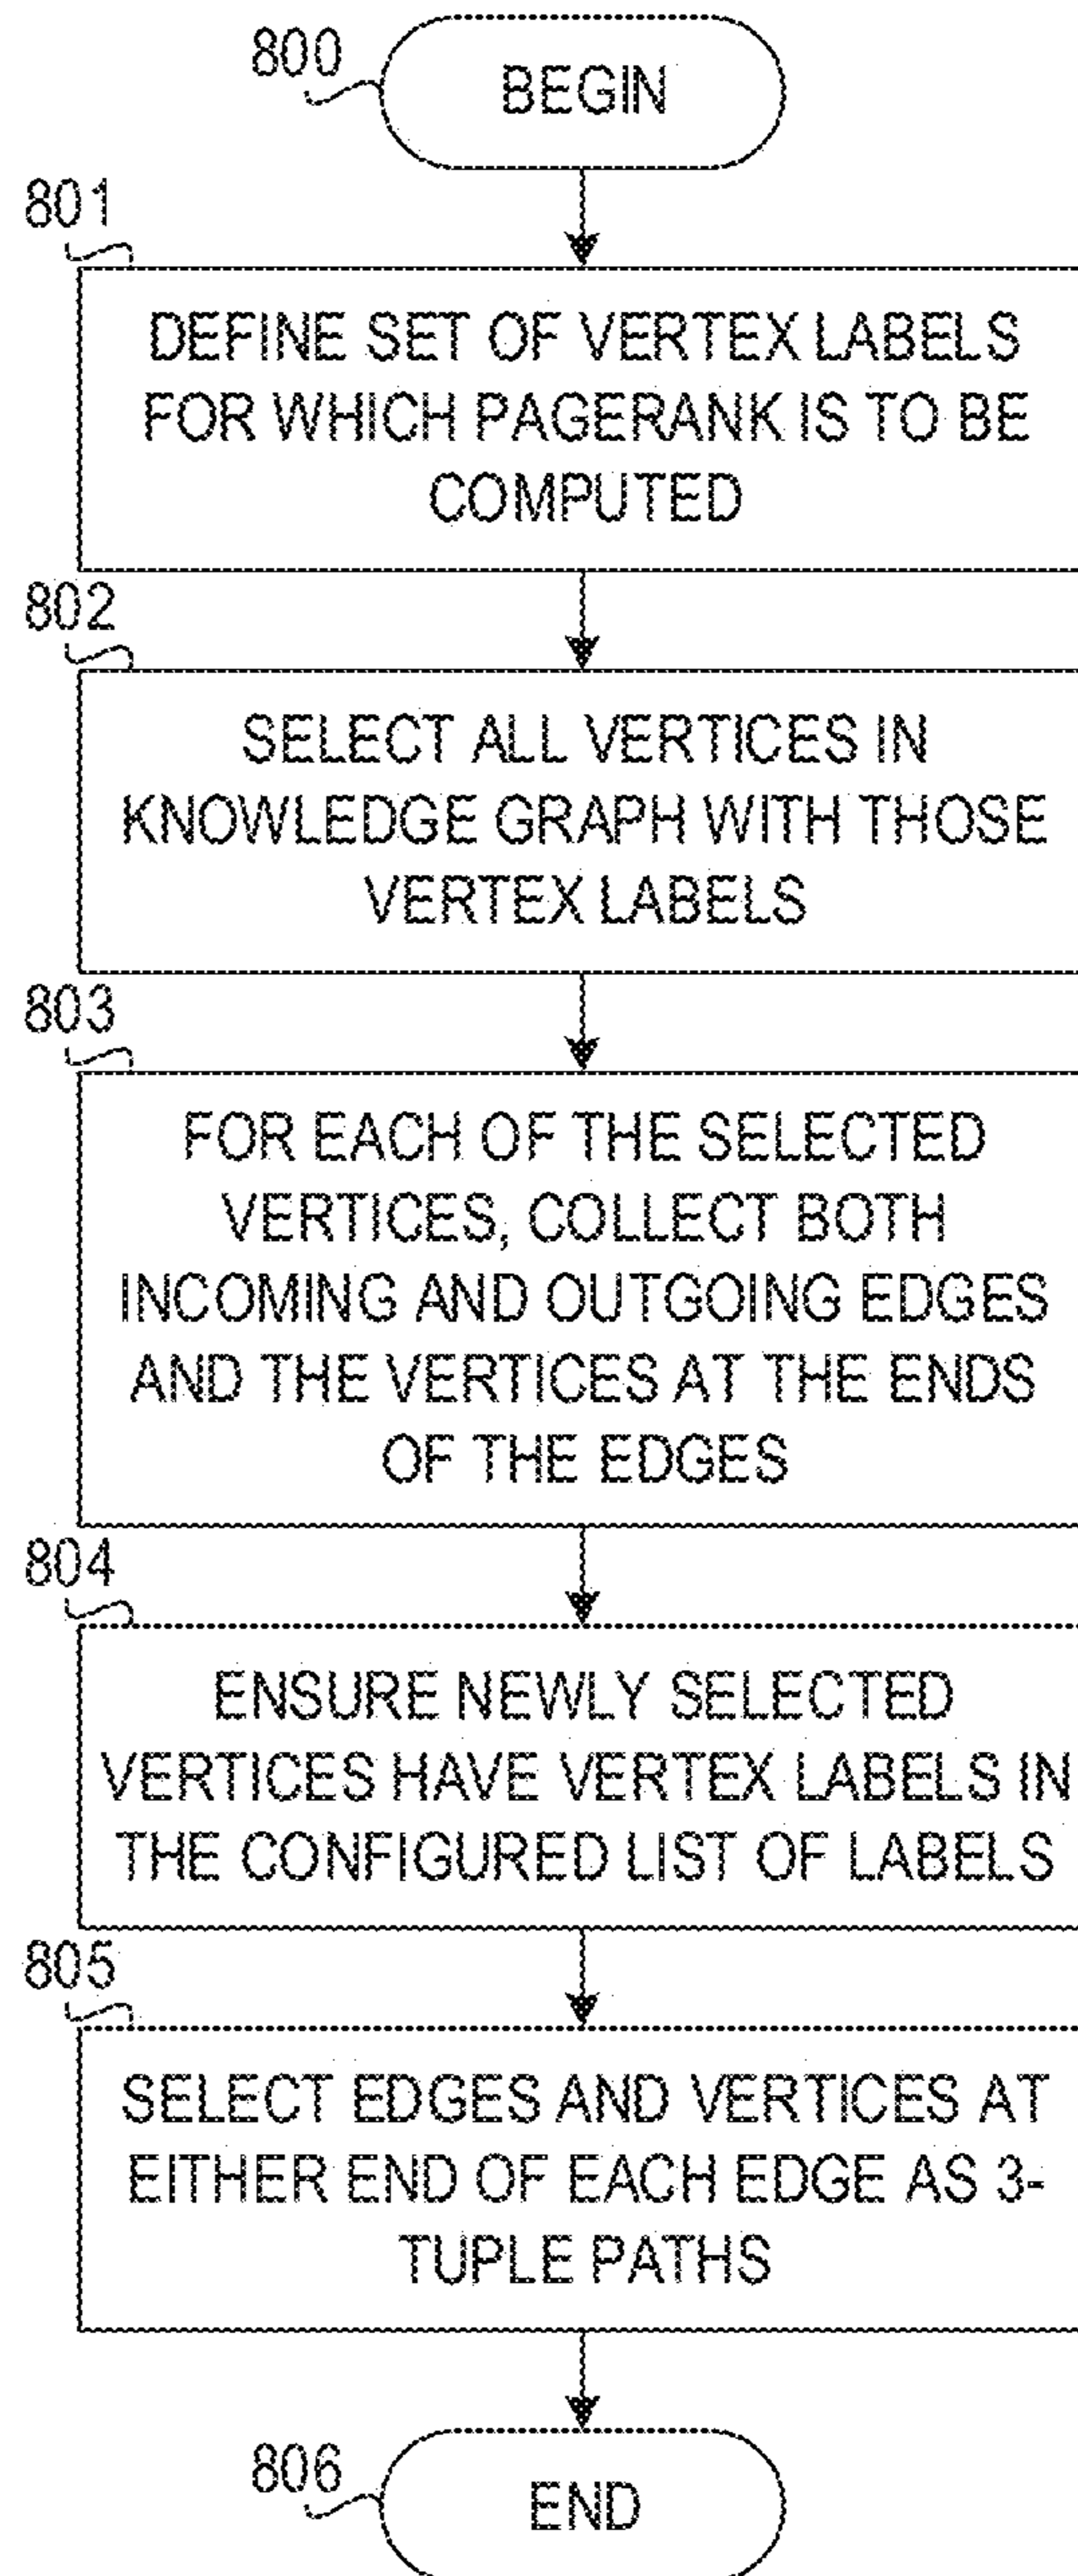 800
BEGIN
801
DEFINE SET OF VERTEX LABELS
FOR WHICH PAGERANK IS TO BE
COMPUTED
802
SELECT ALL VERTICES IN
KNOWLEDGE GRAPH WITH THOSE
VERTEX LABELS
803
FOR EACH OF THE SELECTED
VERTICES, COLLECT BOTH
INCOMING AND OUTGOING EDGES
AND THE VERTICES AT THE ENDS
OF THE EDGES
804
ENSURE NEWLY SELECTED
VERTICES HAVE VERTEX LABELS IN
THE CONFIGURED LIST OF LABELS
805
SELECT EDGES AND VERTICES AT
EITHER END OF EACH EDGE AS 3-
TUPLE PATHS
806
END